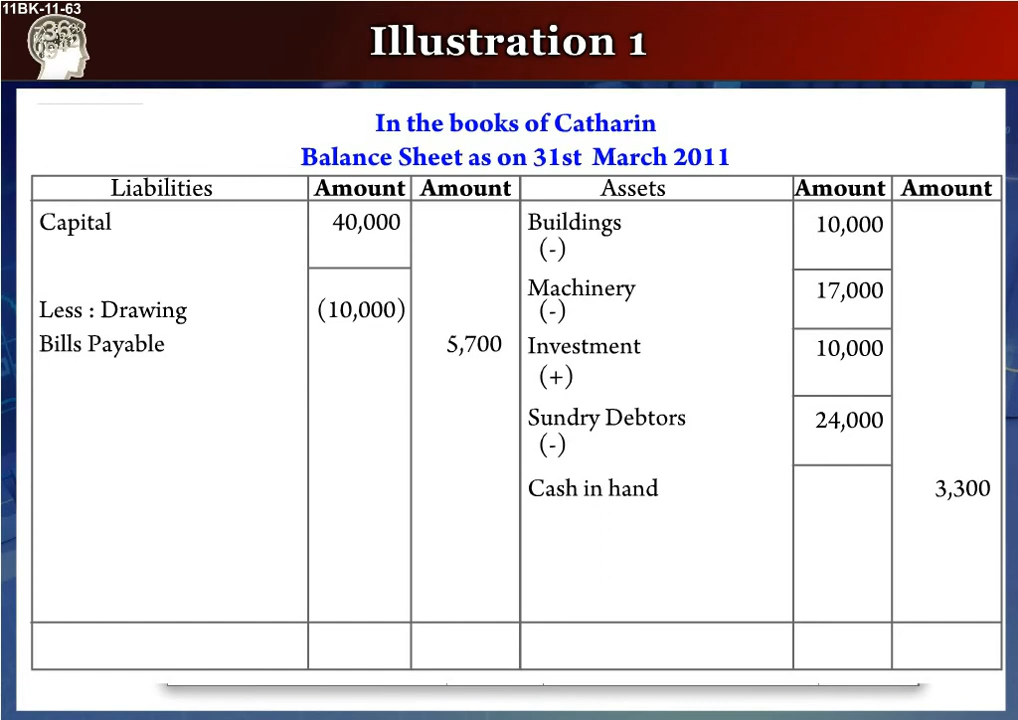 11BK-11-63
Illustration 1
In the books of Catharin
Balance Sheet as on 31st March 2011
Liabilities Amount Amount Assets Amount Amount
Capital 40,000 Buildings 10,000
(-)
Machinery 17,000
Less : Drawing (10,000) (-)
Bills Payable 5,700 Investment 10,000
(+)
Sundry Debtors 24,000
(-)
Cash in hand 3,300